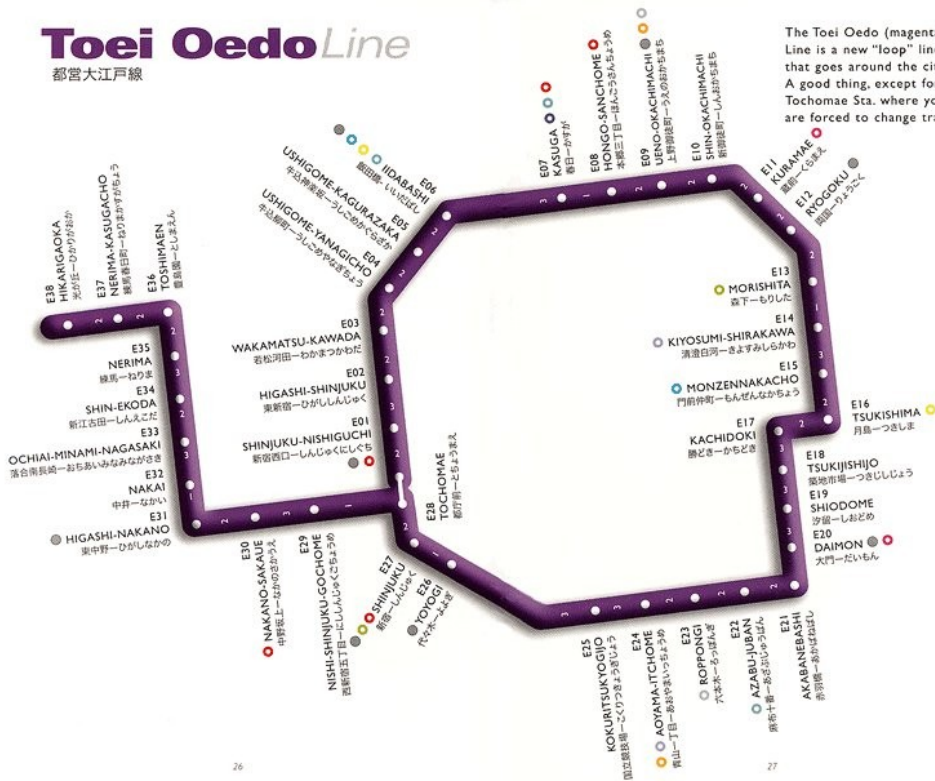 Toei Oedo Line
都営大江戸線
The Toei Oedo (magenta
Line is a new "loop" line
that goes around the cit
A good thing, except for
Tochomae Sta. where yo
are forced to change tra
E38
HIKARIGAOKA
光が丘ーひかりがおか
E37
NERIMA-KASUGACHO
練馬春日町ーねりまかすがちょう
E36
TOSHIMAEN
豊島園ーとしまえん
E35
NERIMA
練馬ーねりま
E34
SHIN-EKODA
新江古田ーしんえこだ
E33
OCHIAI-MINAMI-NAGASAKI
落合南長崎ーおちあいみなみながさき
E32
NAKAI
中井ーなかい
E31
HIGASHI-NAKANO
東中野ーひがしなかの
E30
NAKANO-SAKAUE
中野坂上ーなかのさかうえ
E29
NISHI-SHINJUKU-GOCHOME
西新宿五丁目ーにししんじゅくごちょうめ
E28
TOCHOMAE
都庁前ーとちょうまえ
E27
SHINJUKU
新宿ーしんじゅく
E26
YOYOGI
代々木ーよよぎ
E25
KOKURITSUKYOGIJO
国立競技場ーこくりつきょうぎじょう
E24
AOYAMA-ITCHOME
青山一丁目ーあおやまいっちょうめ
E23
ROPPONGI
六本木ーろっぽんぎ
E22
AZABU-JUBAN
麻布十番ーあざぶじゅうばん
E21
AKABANEBASHI
赤羽橋ーあかばねばし
E20
DAIMON
大門ーだいもん
E19
SHIODOME
汐留ーしおどめ
E18
TSUKIJISHIJO
築地市場ーつきじしじょう
E17
KACHIDOKI
勝どきーかちどき
E16
TSUKISHIMA
月島ーつきしま
E15
MONZENNAKACHO
門前仲町ーもんぜんなかちょう
E14
KIYOSUMI-SHIRAKAWA
清澄白河ーきよすみしらかわ
E13
MORISHITA
森下ーもりした
E12
RYOGOKU
両国ーりょうごく
E11
KURAMAE
蔵前ーくらまえ
E10
SHIN-OKACHIMACHI
新御徒町ーしんおかちまち
E09
UENO-OKACHIMACHI
上野御徒町ーうえのおかちまち
E08
HONGO-SANCHOME
本郷三丁目ーほんごうさんちょうめ
E07
KASUGA
春日ーかすが
E06
IIDABASHI
飯田橋ーいいだばし
E05
USHIGOME-KAGURAZAKA
牛込神楽坂ーうしごめかぐらざか
E04
USHIGOME-YANAGICHO
牛込柳町ーうしごめやなぎちょう
E03
WAKAMATSU-KAWADA
若松河田ーわかまつかわだ
E02
HIGASHI-SHINJUKU
東新宿ーひがししんじゅく
E01
SHINJUKU-NISHIGUCHI
新宿西口ーしんじゅくにしぐち
26
27